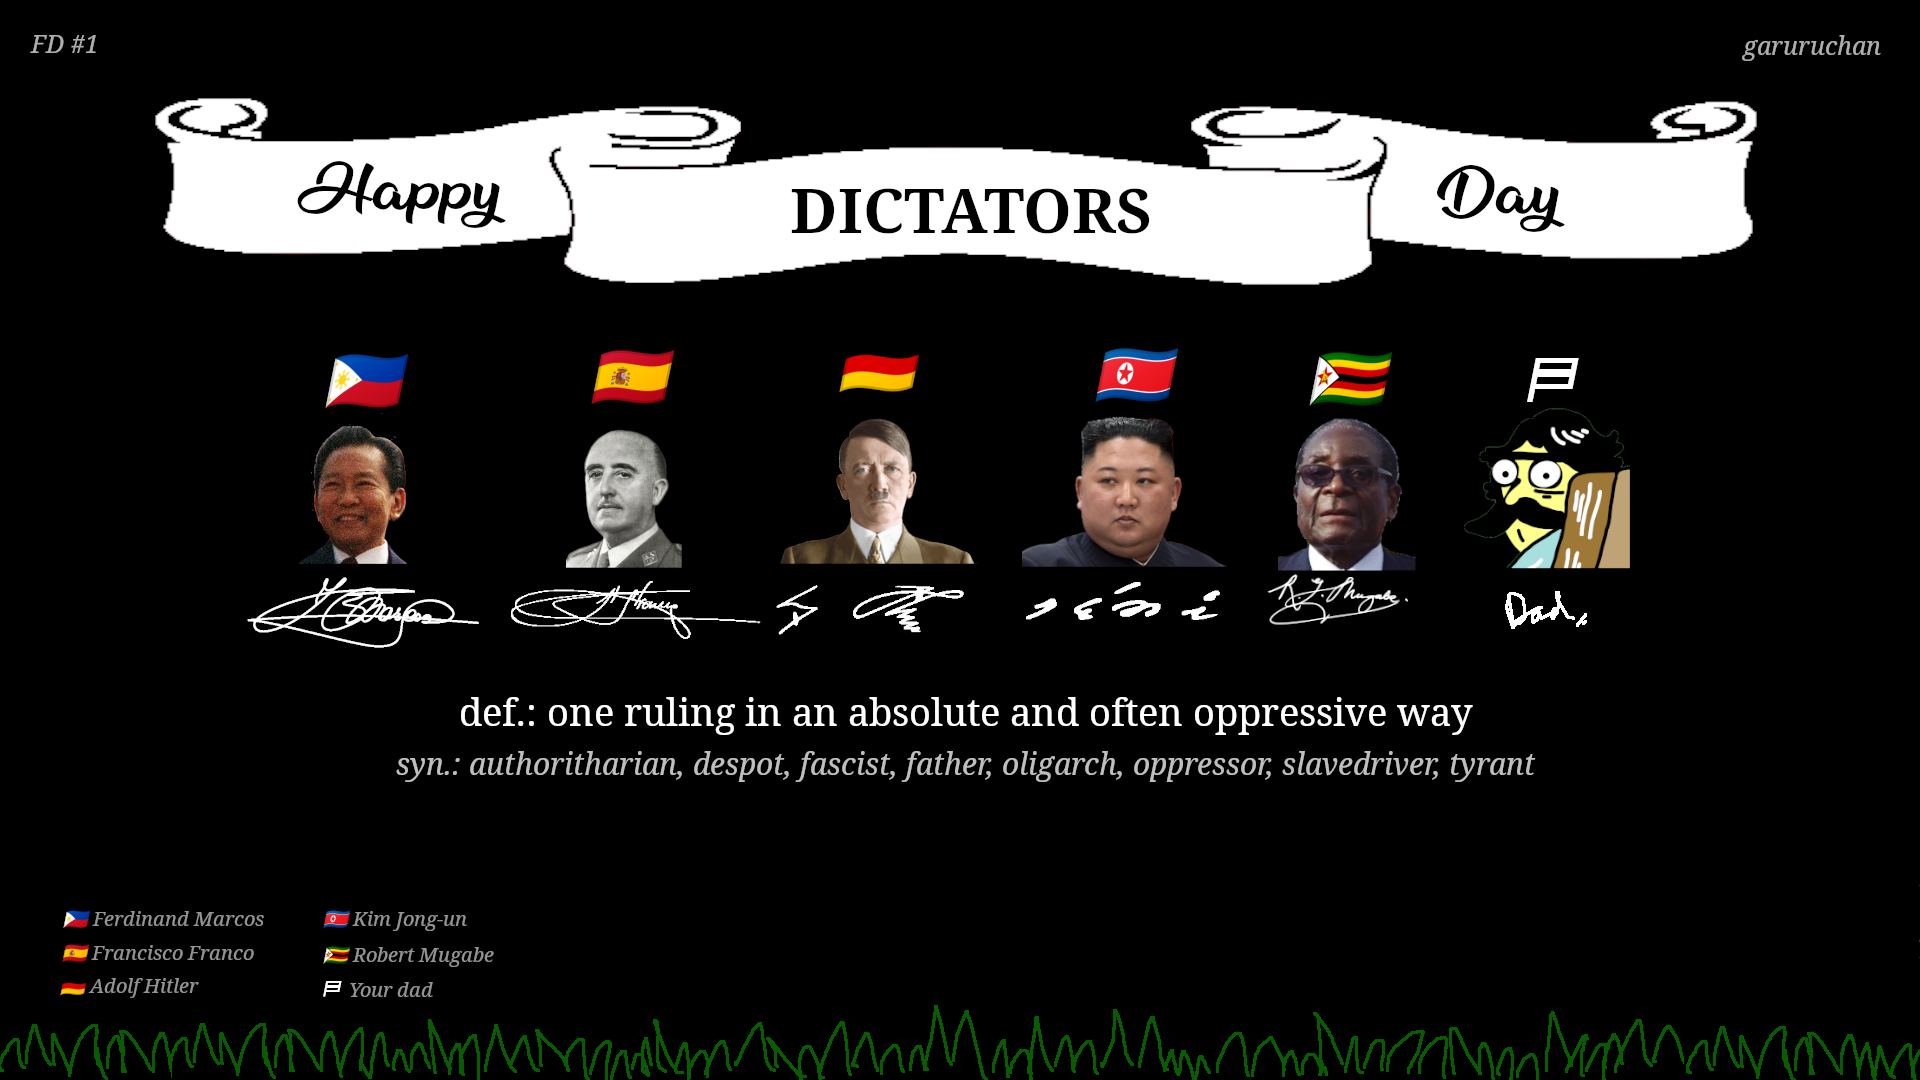 FD #1
garuruchan
Happy DICTATORS Day
R. G. Mugabe.
Dad.
def.: one ruling in an absolute and often oppressive way
syn.: authoritharian, despot, fascist, father, oligarch, oppressor, slavedriver, tyrant
Ferdinand Marcos
Francisco Franco
Adolf Hitler
Kim Jong-un
Robert Mugabe
Your dad